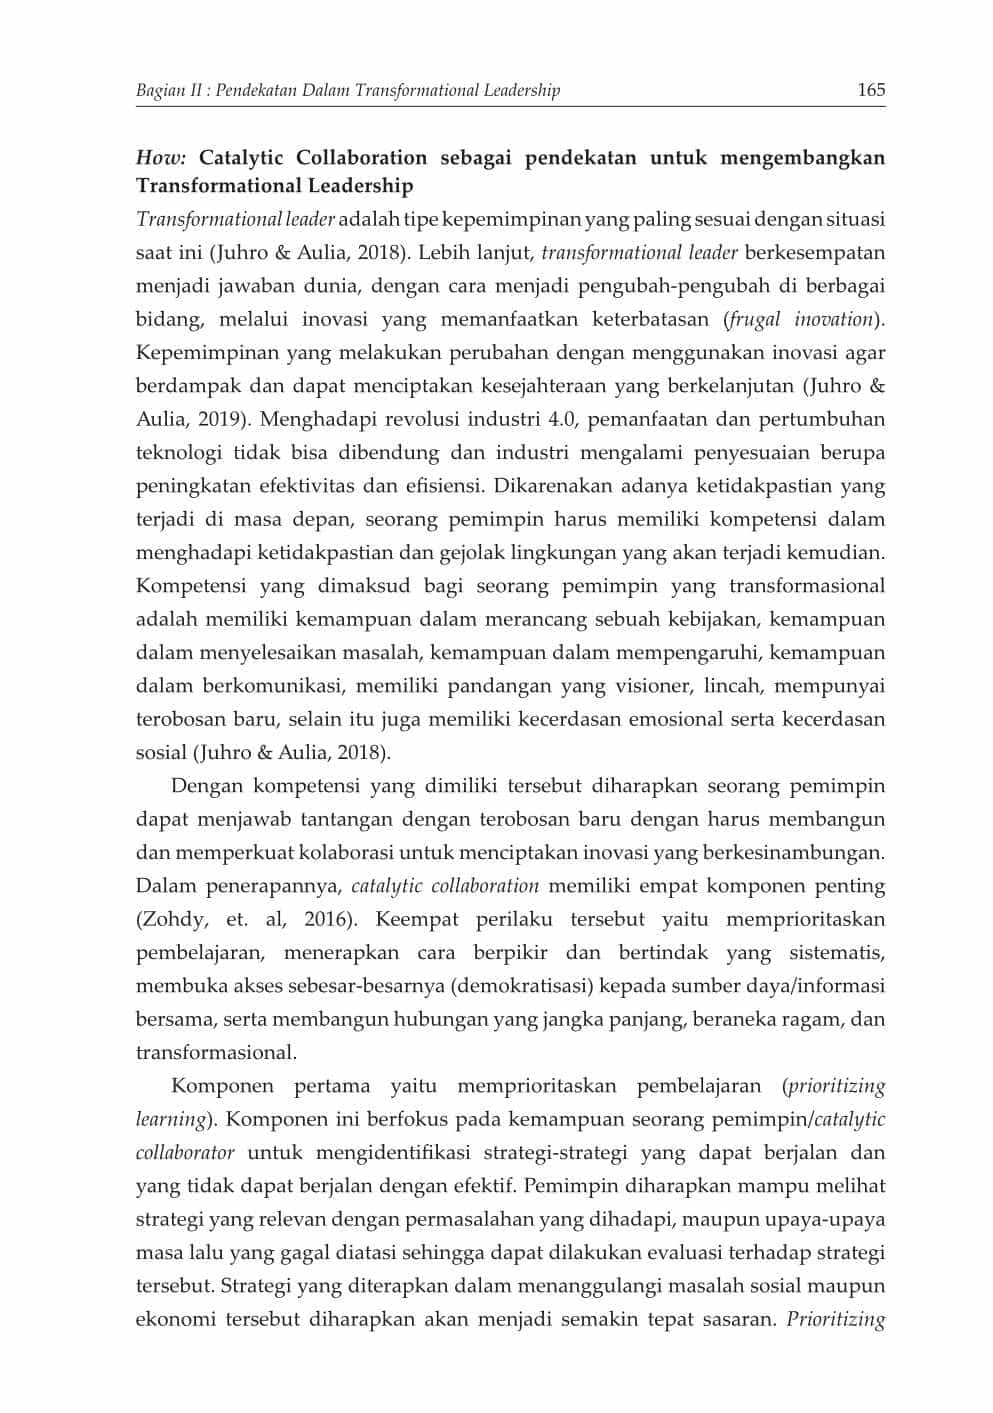 Bagian II : Pendekatan Dalam Transformational Leadership 165
How: Catalytic Collaboration sebagai pendekatan untuk mengembangkan
Transformational Leadership
Transformational leader adalah tipe kepemimpinan yang paling sesuai dengan situasi
saat ini (Juhro & Aulia, 2018). Lebih lanjut, transformational leader berkesempatan
menjadi jawaban dunia, dengan cara menjadi pengubah-pengubah di berbagai
bidang, melalui inovasi yang memanfaatkan keterbatasan (frugal inovation).
Kepemimpinan yang melakukan perubahan dengan menggunakan inovasi agar
berdampak dan dapat menciptakan kesejahteraan yang berkelanjutan (Juhro &
Aulia, 2019). Menghadapi revolusi industri 4.0, pemanfaatan dan pertumbuhan
teknologi tidak bisa dibendung dan industri mengalami penyesuaian berupa
peningkatan efektivitas dan efisiensi. Dikarenakan adanya ketidakpastian yang
terjadi di masa depan, seorang pemimpin harus memiliki kompetensi dalam
menghadapi ketidakpastian dan gejolak lingkungan yang akan terjadi kemudian.
Kompetensi yang dimaksud bagi seorang pemimpin yang transformasional
adalah memiliki kemampuan dalam merancang sebuah kebijakan, kemampuan
dalam menyelesaikan masalah, kemampuan dalam mempengaruhi, kemampuan
dalam berkomunikasi, memiliki pandangan yang visioner, lincah, mempunyai
terobosan baru, selain itu juga memiliki kecerdasan emosional serta kecerdasan
sosial (Juhro & Aulia, 2018).
Dengan kompetensi yang dimiliki tersebut diharapkan seorang pemimpin
dapat menjawab tantangan dengan terobosan baru dengan harus membangun
dan memperkuat kolaborasi untuk menciptakan inovasi yang berkesinambungan.
Dalam penerapannya, catalytic collaboration memiliki empat komponen penting
(Zohdy, et. al, 2016). Keempat perilaku tersebut yaitu memprioritaskan
pembelajaran, menerapkan cara berpikir dan bertindak yang sistematis,
membuka akses sebesar-besarnya (demokratisasi) kepada sumber daya/informasi
bersama, serta membangun hubungan yang jangka panjang, beraneka ragam, dan
transformasional.
Komponen pertama yaitu memprioritaskan pembelajaran (prioritizing
learning). Komponen ini berfokus pada kemampuan seorang pemimpin/catalytic
collaborator untuk mengidentifikasi strategi-strategi yang dapat berjalan dan
yang tidak dapat berjalan dengan efektif. Pemimpin diharapkan mampu melihat
strategi yang relevan dengan permasalahan yang dihadapi, maupun upaya-upaya
masa lalu yang gagal diatasi sehingga dapat dilakukan evaluasi terhadap strategi
tersebut. Strategi yang diterapkan dalam menanggulangi masalah sosial maupun
ekonomi tersebut diharapkan akan menjadi semakin tepat sasaran. Prioritizing